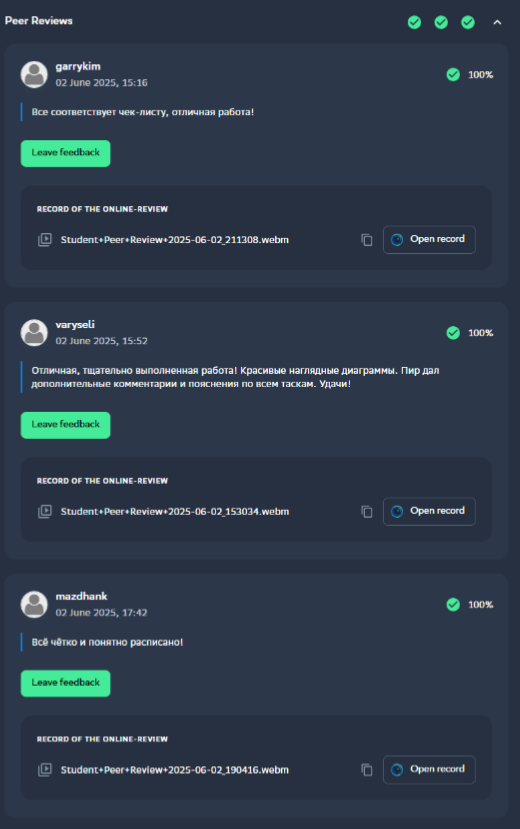 Peer Reviews
garrykim
02 June 2025, 15:16
100%
Все соответствует чек-листу, отличная работа!
Leave feedback
RECORD OF THE ONLINE-REVIEW
Student+Peer+Review+2025-06-02_211308.webm
Open record
varyseli
02 June 2025, 15:52
100%
Отличная, тщательно выполненная работа! Красивые наглядные диаграммы. Пир дал
дополнительные комментарии и пояснения по всем таскам. Удачи!
Leave feedback
RECORD OF THE ONLINE-REVIEW
Student+Peer+Review+2025-06-02_153034.webm
Open record
mazdhank
02 June 2025, 17:42
100%
Всё чётко и понятно расписано!
Leave feedback
RECORD OF THE ONLINE-REVIEW
Student+Peer+Review+2025-06-02_190416.webm
Open record